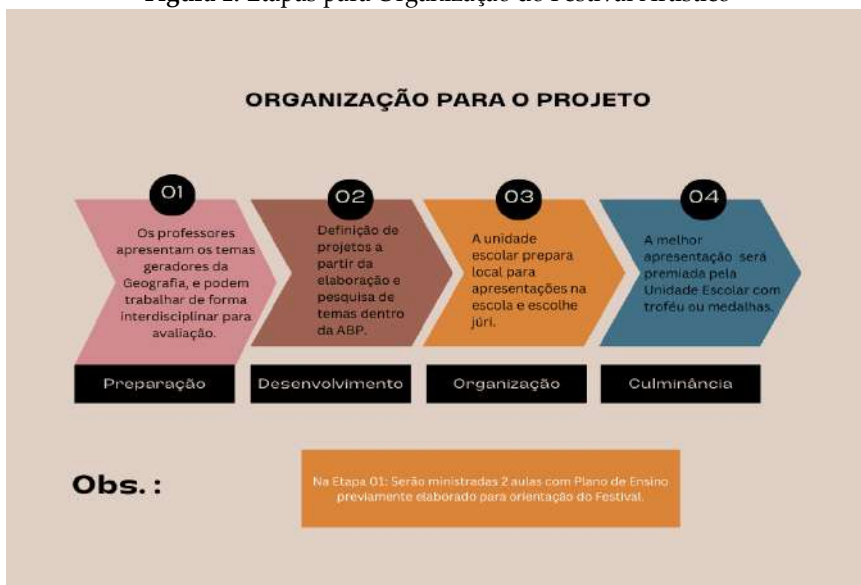 ORGANIZAÇÃO PARA O PROJETO
01
Os professores
apresentam os temas
geradores da
Geografia, e podem
trabalhar de forma
interdisciplinar para
avaliação.
Preparação
02
Definição de
projetos a
partir da
elaboração e
pesquisa de
temas dentro
da ABP.
Desenvolvimento
03
A unidade
escolar prepara
local para
apresentações na
escola e escolhe
júri.
Organização
04
A melhor
apresentação será
premiada pela
Unidade Escolar com
troféu ou medalhas.
Culminância
Obs. :
Na Etapa 01: Serão ministradas 2 aulas com Plano de Ensino
previamente elaborado para orientação do Festival.